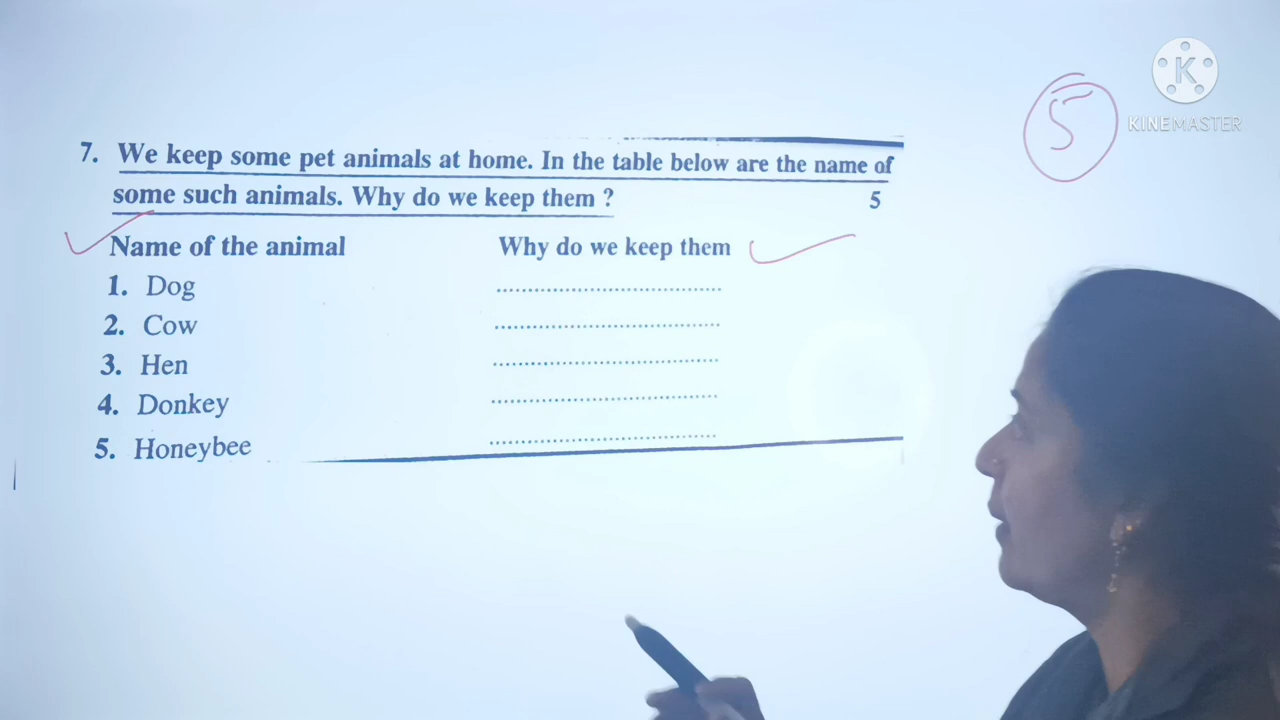 5
K
KINEMASTER
7. We keep some pet animals at home. In the table below are the name of
some such animals. Why do we keep them ? 5
Name of the animal Why do we keep them
1. Dog ........................................
2. Cow ........................................
3. Hen ........................................
4. Donkey ........................................
5. Honeybee ........................................